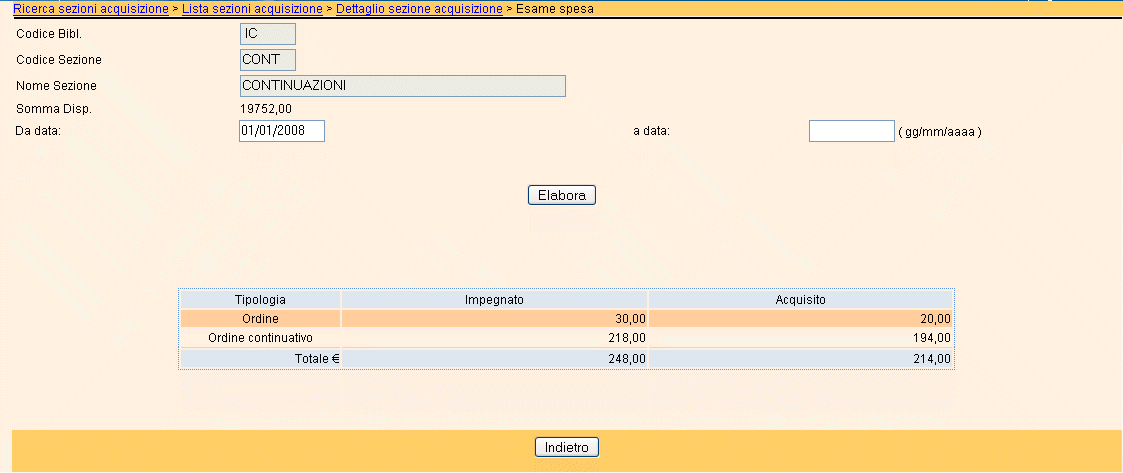 Ricerca sezioni acquisizione > Lista sezioni acquisizione > Dettaglio sezione acquisizione > Esame spesa
Codice Bibl. IC
Codice Sezione CONT
Nome Sezione CONTINUAZIONI
Somma Disp. 19752,00
Da data: 01/01/2008 a data: ( gg/mm/aaaa )
Elabora
Tipologia Impegnato Acquisito
Ordine 30,00 20,00
Ordine continuativo 218,00 194,00
Totale € 248,00 214,00
Indietro